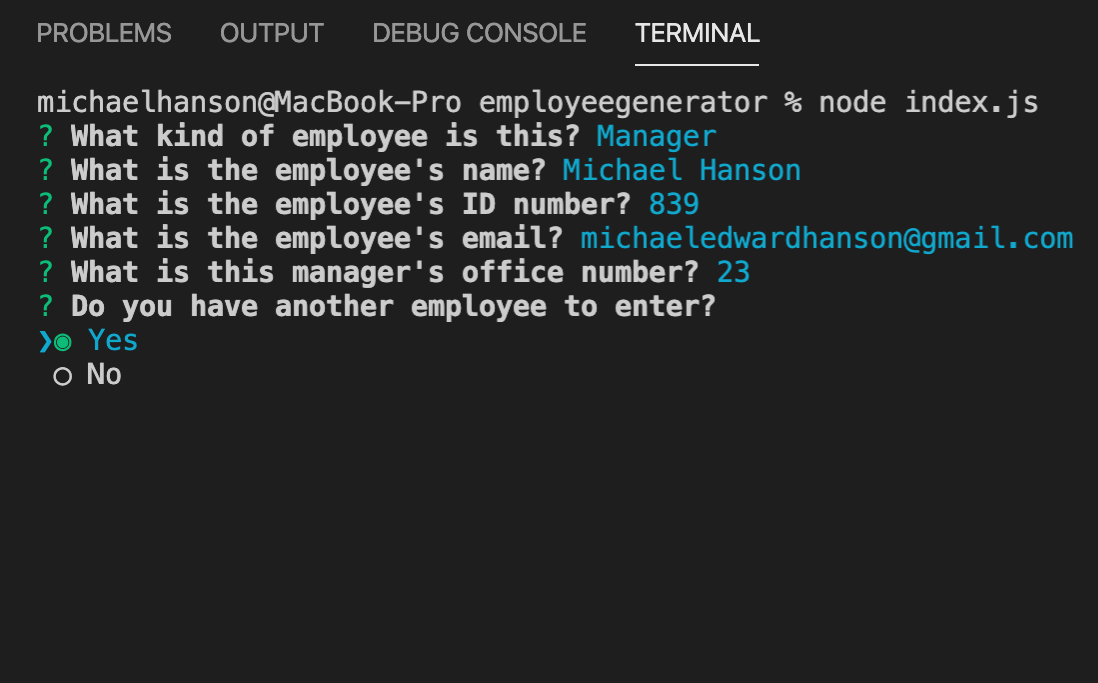 PROBLEMS OUTPUT DEBUG CONSOLE TERMINAL
michaelhanson@MacBook-Pro employeegenerator % node index.js
? What kind of employee is this? Manager
? What is the employee's name? Michael Hanson
? What is the employee's ID number? 839
? What is the employee's email? michaeledwardhanson@gmail.com
? What is this manager's office number? 23
? Do you have another employee to enter?
❯◉ Yes
◯ No